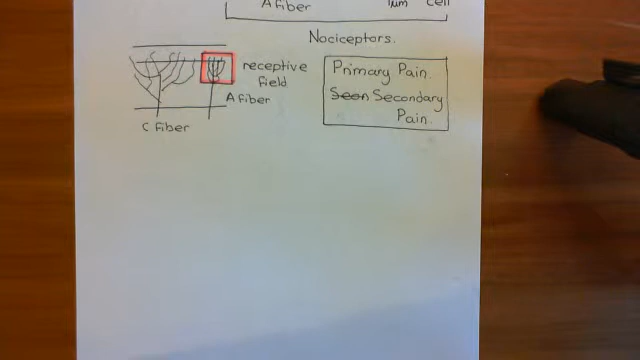 A fiber 1µm cell
Nociceptors.
receptive
field
A fiber
C fiber
Primary Pain.
Seen Secondary
Pain.